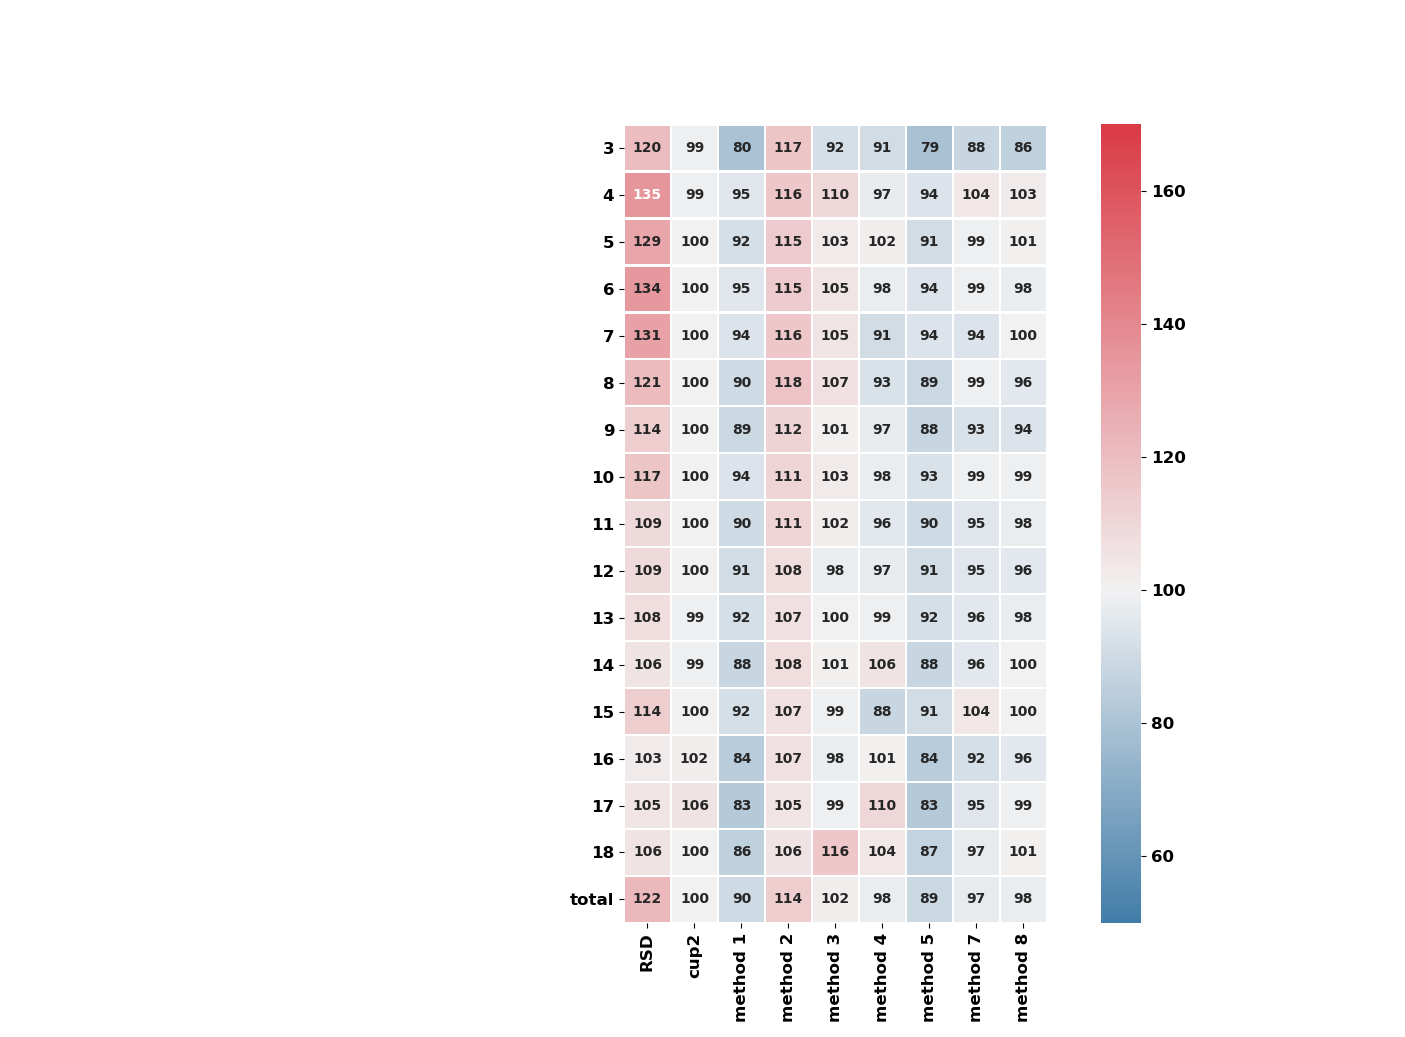 3 120 99 80 117 92 91 79 88 86
4 135 99 95 116 110 97 94 104 103
5 129 100 92 115 103 102 91 99 101
6 134 100 95 115 105 98 94 99 98
7 131 100 94 116 105 91 94 94 100
8 121 100 90 118 107 93 89 99 96
9 114 100 89 112 101 97 88 93 94
10 117 100 94 111 103 98 93 99 99
11 109 100 90 111 102 96 90 95 98
12 109 100 91 108 98 97 91 95 96
13 108 99 92 107 100 99 92 96 98
14 106 99 88 108 101 106 88 96 100
15 114 100 92 107 99 88 91 104 100
16 103 102 84 107 98 101 84 92 96
17 105 106 83 105 99 110 83 95 99
18 106 100 86 106 116 104 87 97 101
total 122 100 90 114 102 98 89 97 98
RSD
cup2
method 1
method 2
method 3
method 4
method 5
method 7
method 8
160
140
120
100
80
60